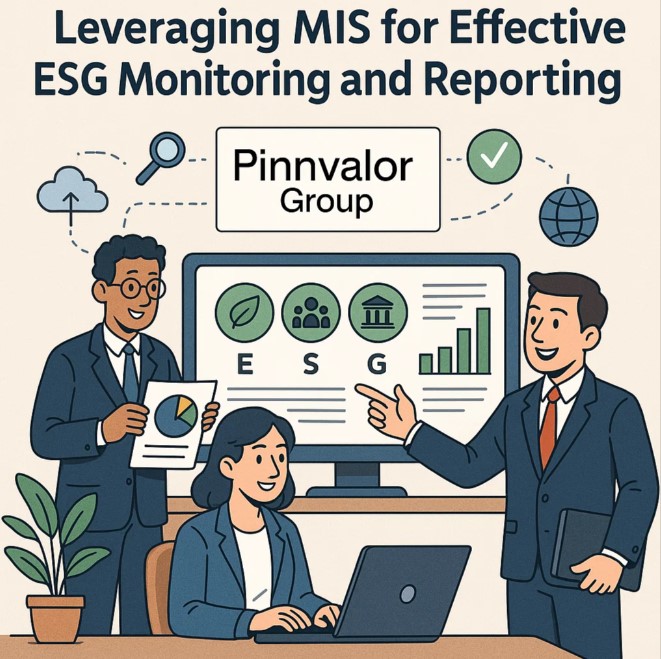 Leveraging MIS for Effective
ESG Monitoring and Reporting
Pinnvalor
Group
E S G